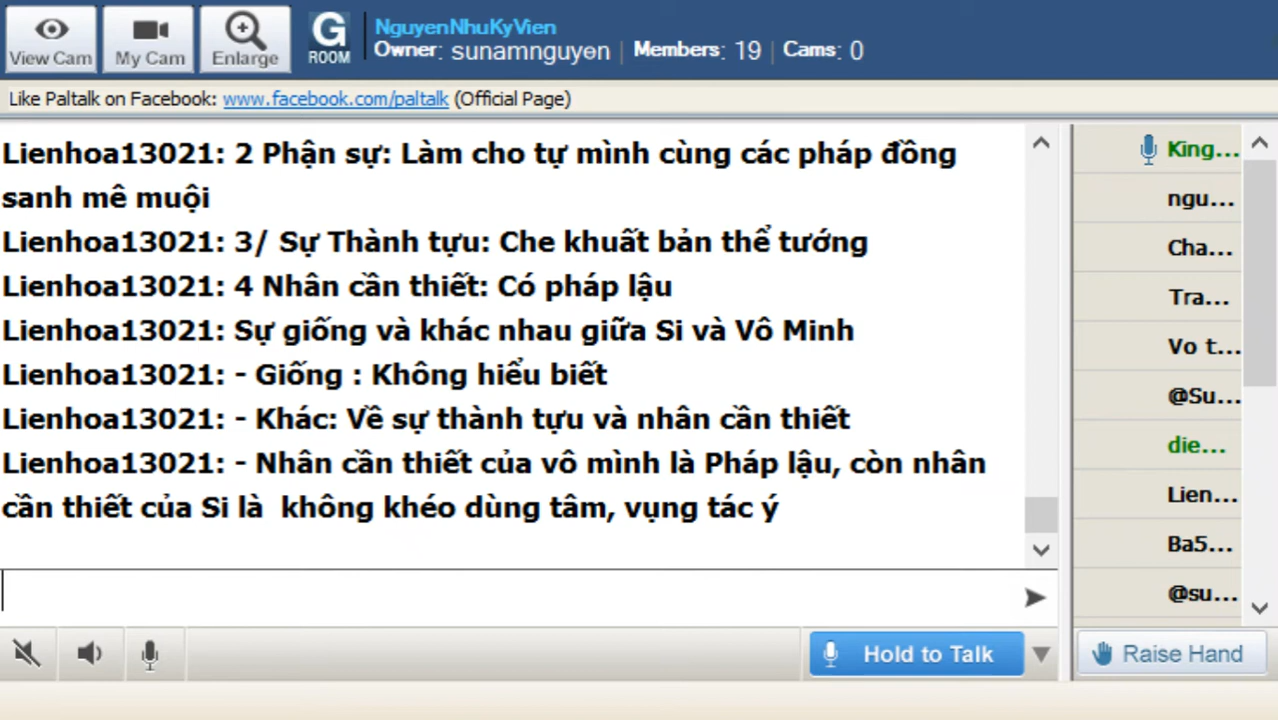 View Cam
My Cam
Enlarge
G
ROOM
NguyenNhuKyVien
Owner: sunamnguyen | Members: 19 | Cams: 0
Like Paltalk on Facebook: www.facebook.com/paltalk (Official Page)
Lienhoa13021: 2 Phận sự: Làm cho tự mình cùng các pháp đồng
sanh mê muội
Lienhoa13021: 3/ Sự Thành tựu: Che khuất bản thể tướng
Lienhoa13021: 4 Nhân cần thiết: Có pháp lậu
Lienhoa13021: Sự giống và khác nhau giữa Si và Vô Minh
Lienhoa13021: - Giống : Không hiểu biết
Lienhoa13021: - Khác: Về sự thành tựu và nhân cần thiết
Lienhoa13021: - Nhân cần thiết của vô mình là Pháp lậu, còn nhân
cần thiết của Si là  không khéo dùng tâm, vụng tác ý
King...
ngu...
Cha...
Tra...
Vo t...
@Su...
die...
Lien...
Ba5...
@su...
Hold to Talk
Raise Hand